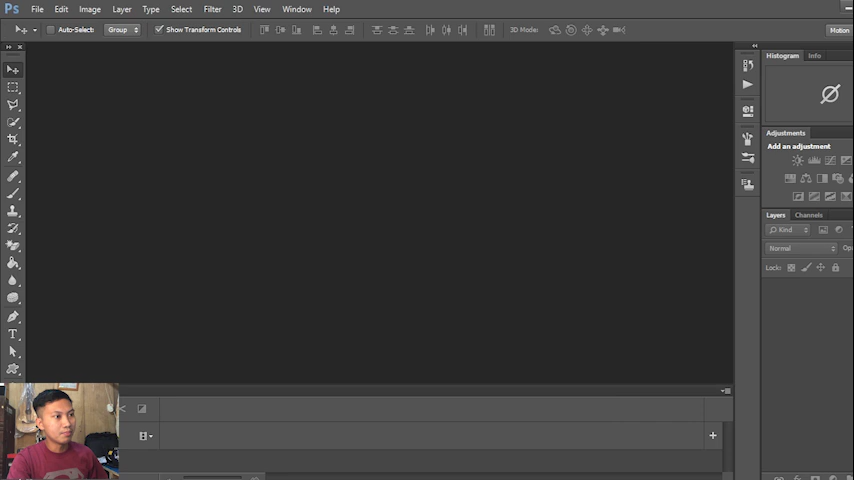 Ps File Edit Image Layer Type Select Filter 3D View Window Help
Auto-Select: Group Show Transform Controls 3D Mode: Motion
Histogram Info
Adjustments
Add an adjustment
Layers Channels
Kind
Normal Op
Lock:
T